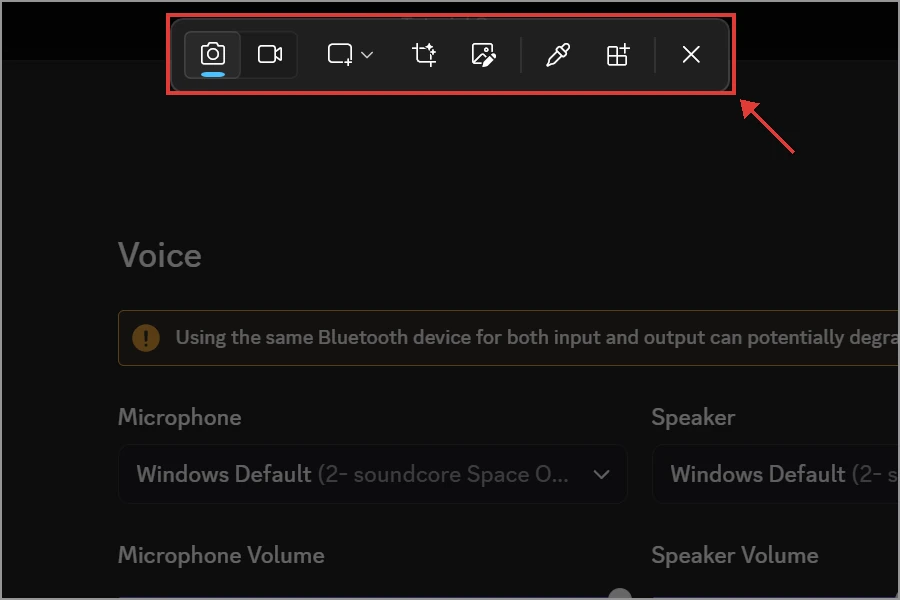 Voice
Using the same Bluetooth device for both input and output can potentially degra
Microphone
Speaker
Windows Default (2- soundcore Space O...
Windows Default (2- s
Microphone Volume
Speaker Volume